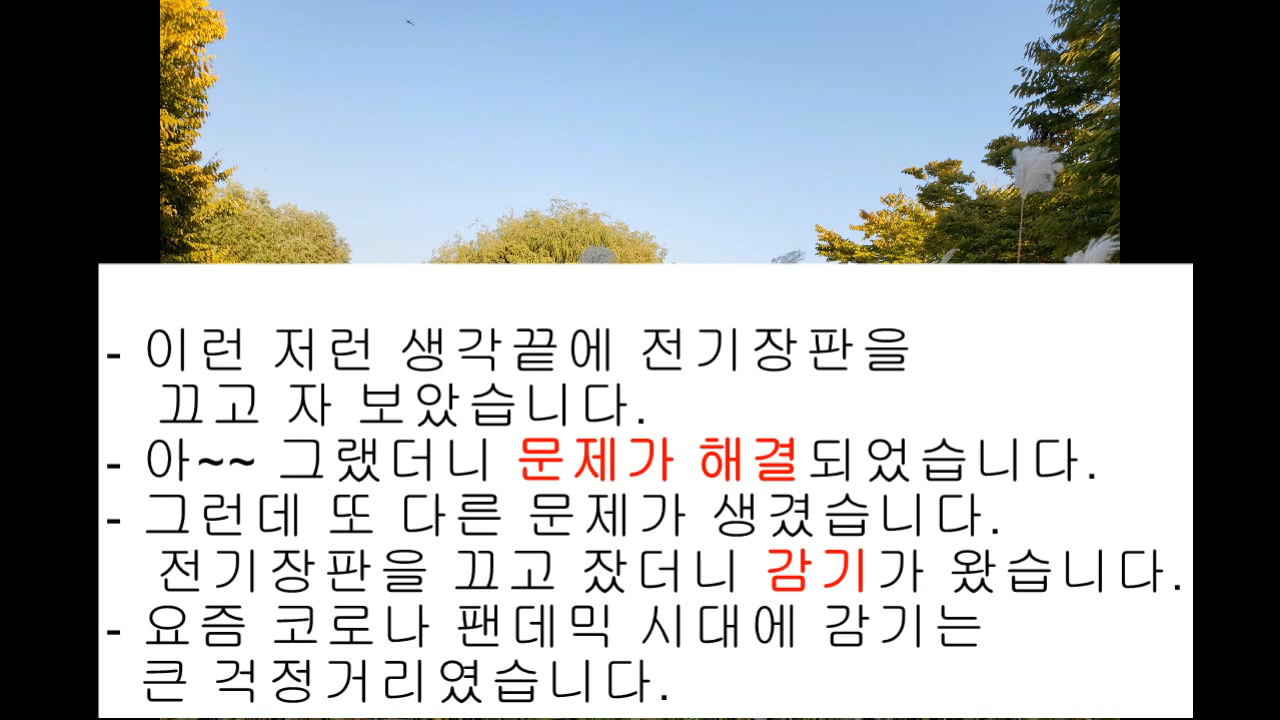 - 이런 저런 생각끝에 전기장판을
끄고 자 보았습니다.
- 아~~ 그랬더니 문제가 해결되었습니다.
- 그런데 또 다른 문제가 생겼습니다.
전기장판을 끄고 잤더니 감기가 왔습니다.
- 요즘 코로나 팬데믹 시대에 감기는
큰 걱정거리였습니다.